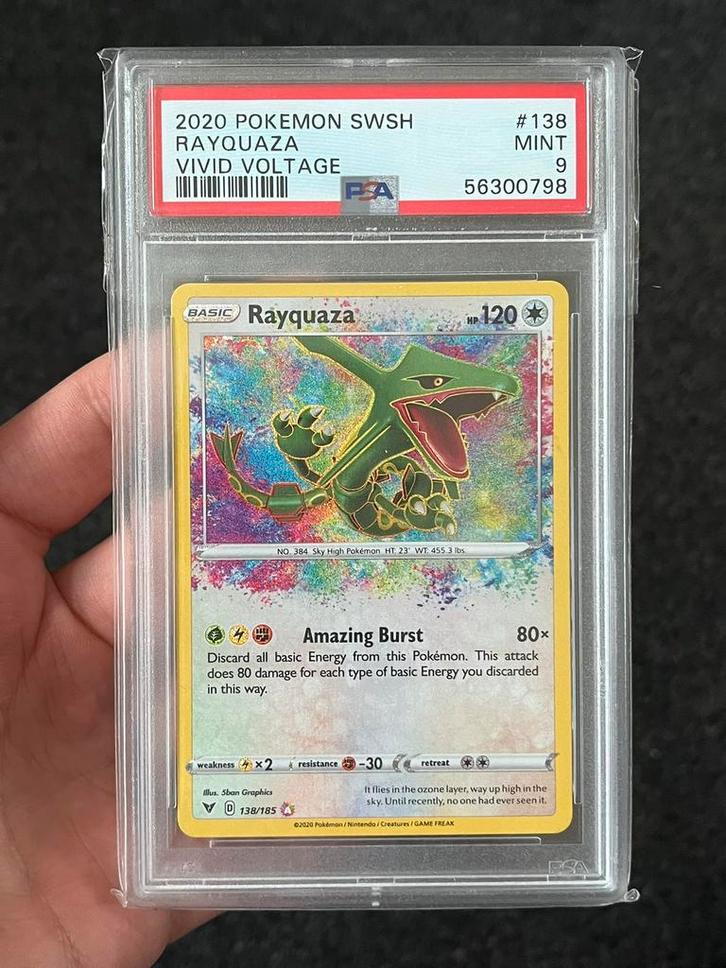 2020 POKEMON SWSH #138
RAYQUAZA MINT
VIVID VOLTAGE 9
PSA 56300798
BASIC Rayquaza HP 120
NO. 384 Sky High Pokémon HT: 23' WT: 455.3 lbs.
Amazing Burst 80×
Discard all basic Energy from this Pokémon. This attack
does 80 damage for each type of basic Energy you discarded
in this way.
weakness ×2 resistance -30 retreat
Illus. 5ban Graphics
It flies in the ozone layer, way up high in the
sky. Until recently, no one had ever seen it.
D 138/185
©2020 Pokémon / Nintendo / Creatures / GAME FREAK
PSA